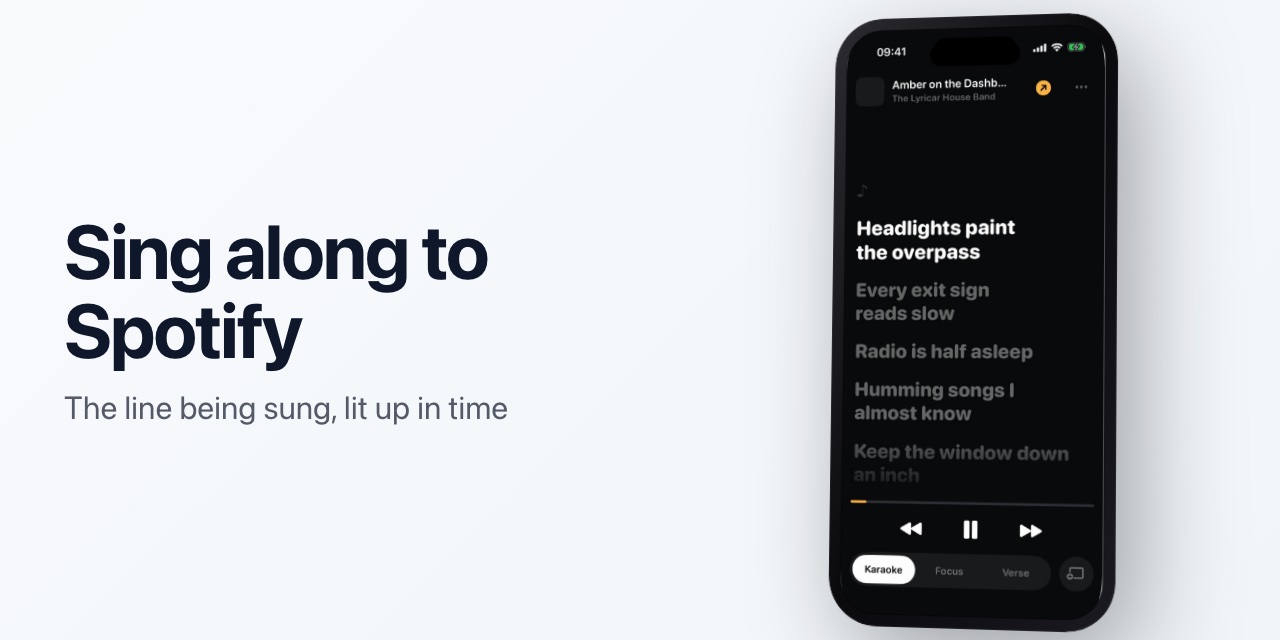 Sing along to
Spotify
The line being sung, lit up in time
09:41
Amber on the Dashb...
The Lyricar House Band
Headlights paint
the overpass
Every exit sign
reads slow
Radio is half asleep
Humming songs I
almost know
Keep the window down
an inch
Karaoke Focus Verse